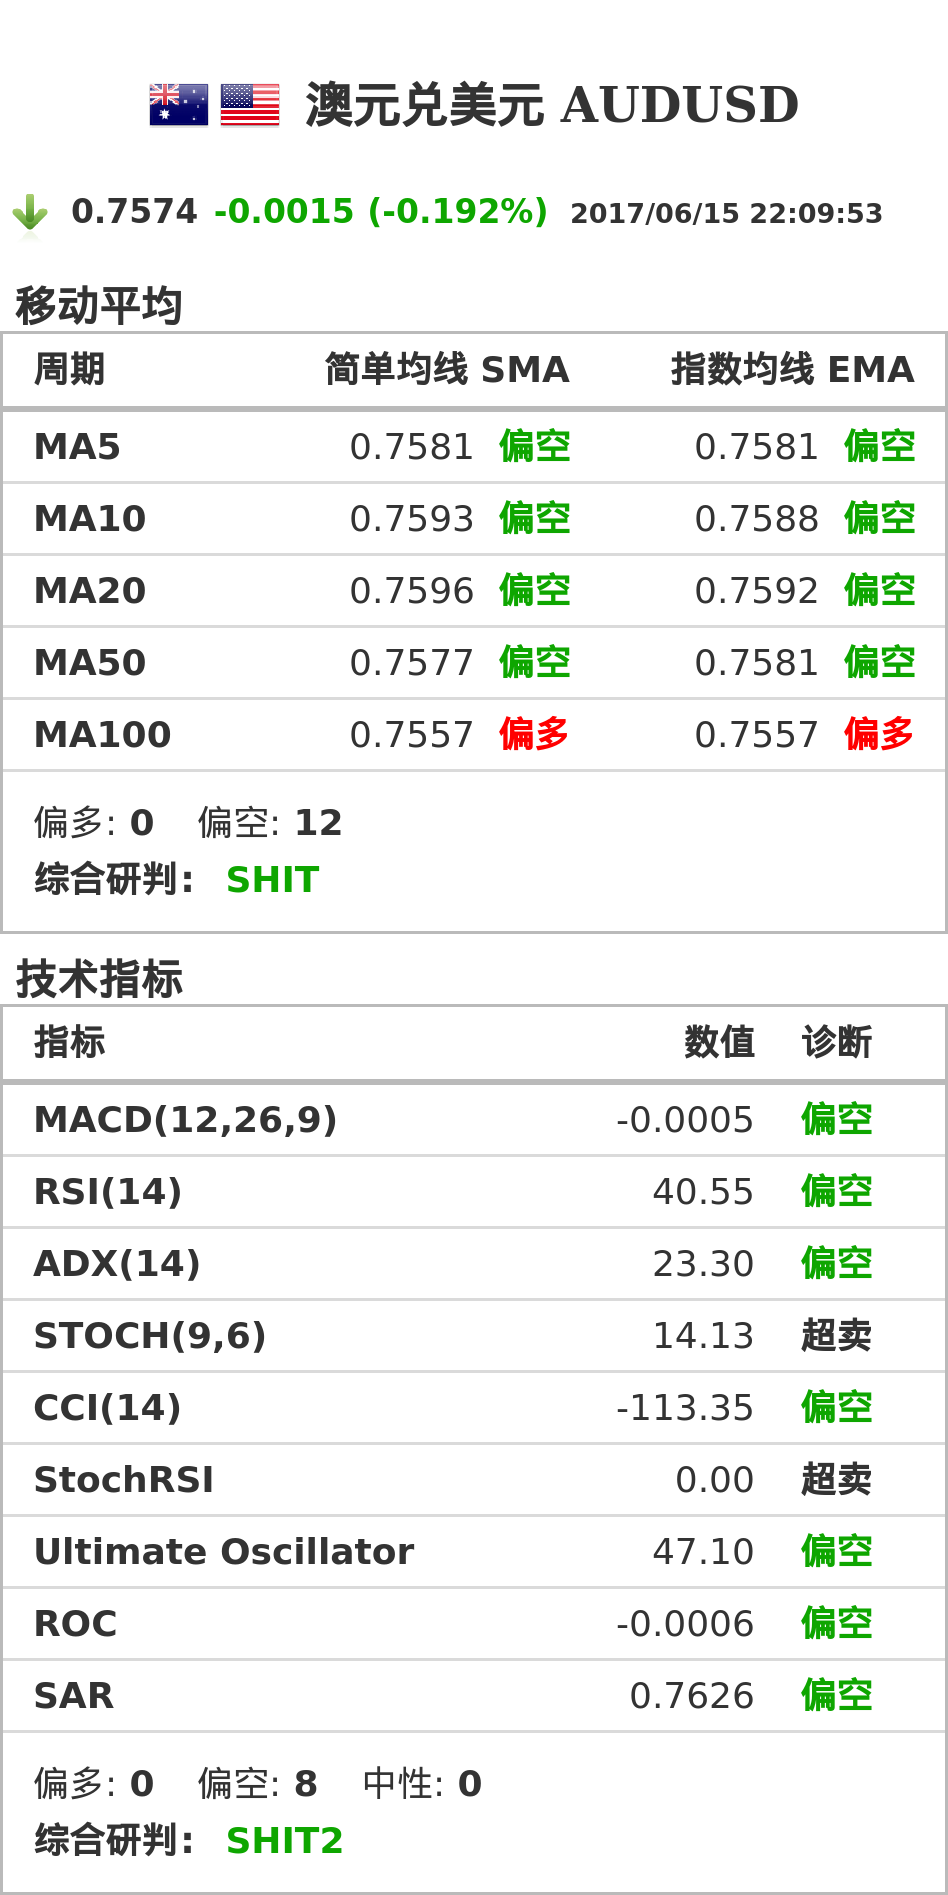 澳元兑美元 AUDUSD
0.7574 -0.0015 (-0.192%) 2017/06/15 22:09:53
移动平均
周期 简单均线 SMA 指数均线 EMA
MA5 0.7581 偏空 0.7581 偏空
MA10 0.7593 偏空 0.7588 偏空
MA20 0.7596 偏空 0.7592 偏空
MA50 0.7577 偏空 0.7581 偏空
MA100 0.7557 偏多 0.7557 偏多
偏多: 0 偏空: 12
综合研判: SHIT
技术指标
指标 数值 诊断
MACD(12,26,9) -0.0005 偏空
RSI(14) 40.55 偏空
ADX(14) 23.30 偏空
STOCH(9,6) 14.13 超卖
CCI(14) -113.35 偏空
StochRSI 0.00 超卖
Ultimate Oscillator 47.10 偏空
ROC -0.0006 偏空
SAR 0.7626 偏空
偏多: 0 偏空: 8 中性: 0
综合研判: SHIT2